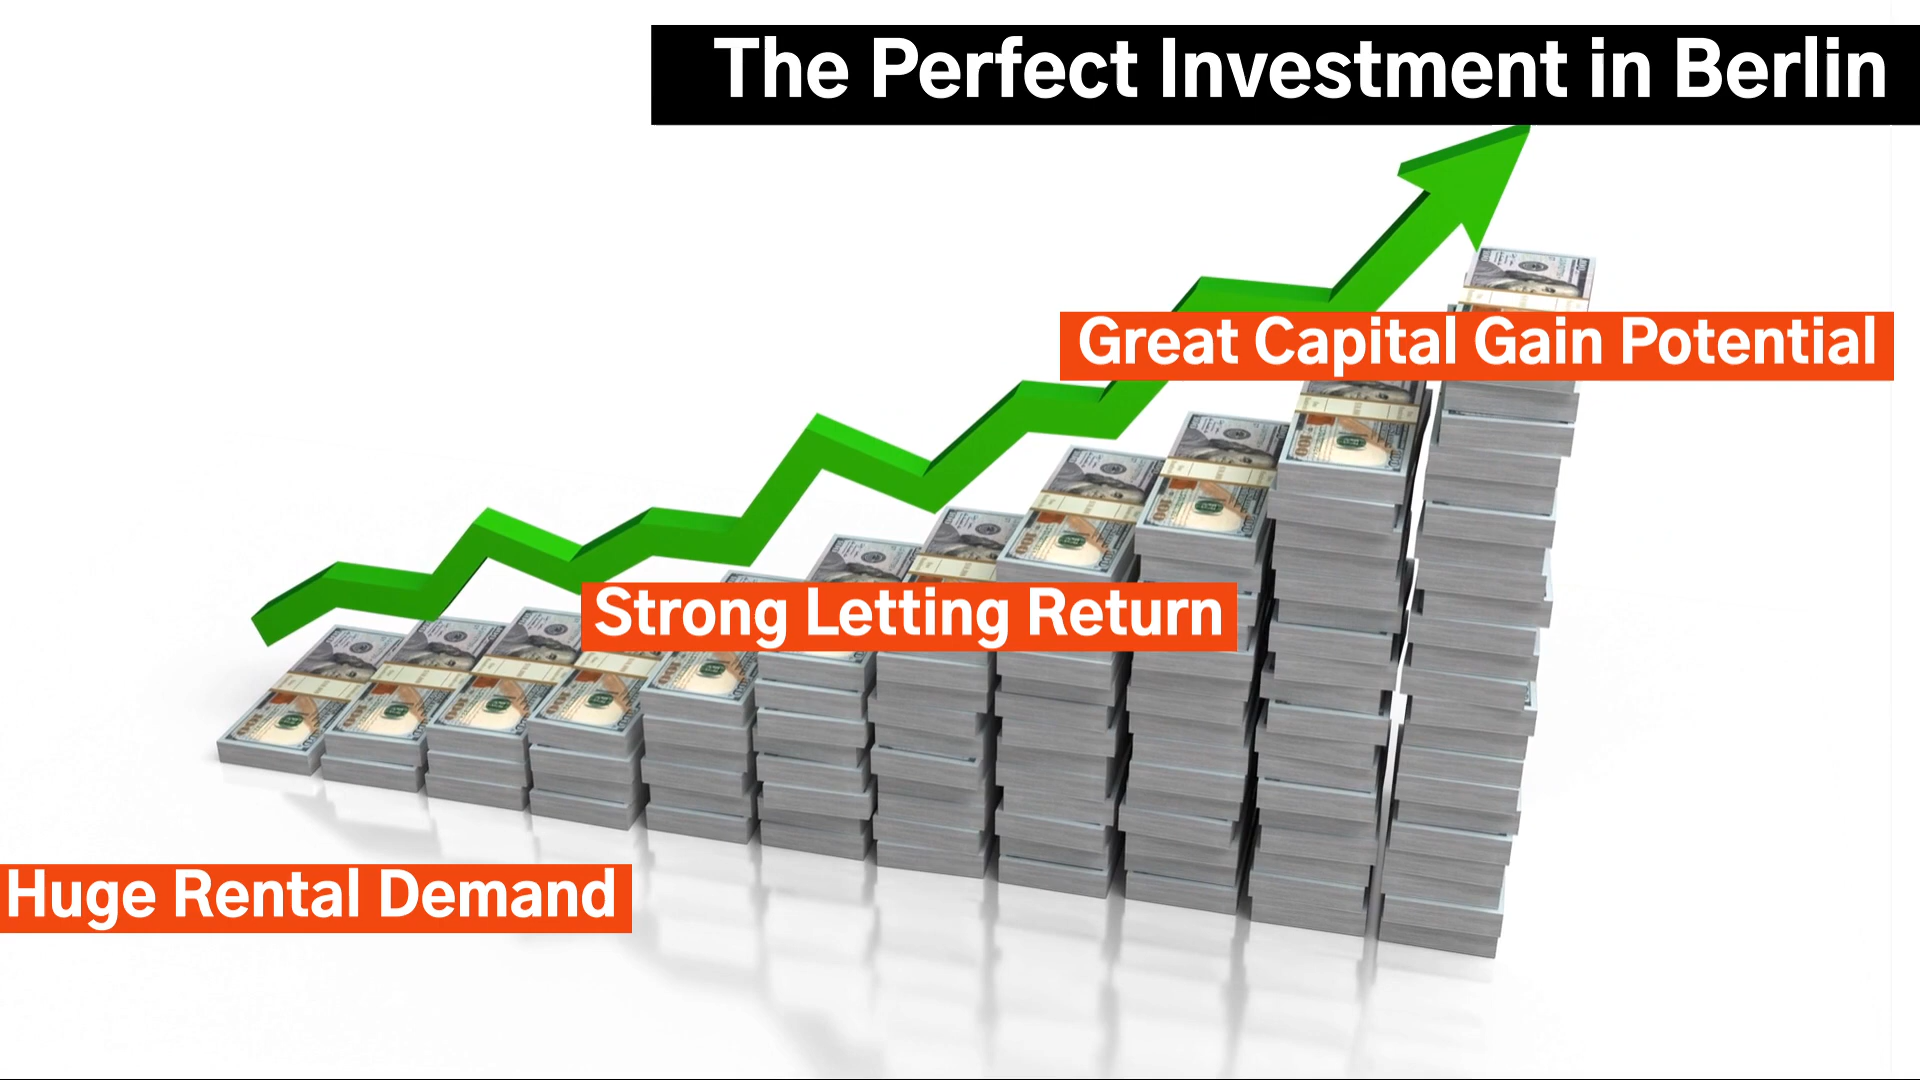 The Perfect Investment in Berlin
Great Capital Gain Potential
Strong Letting Return
Huge Rental Demand